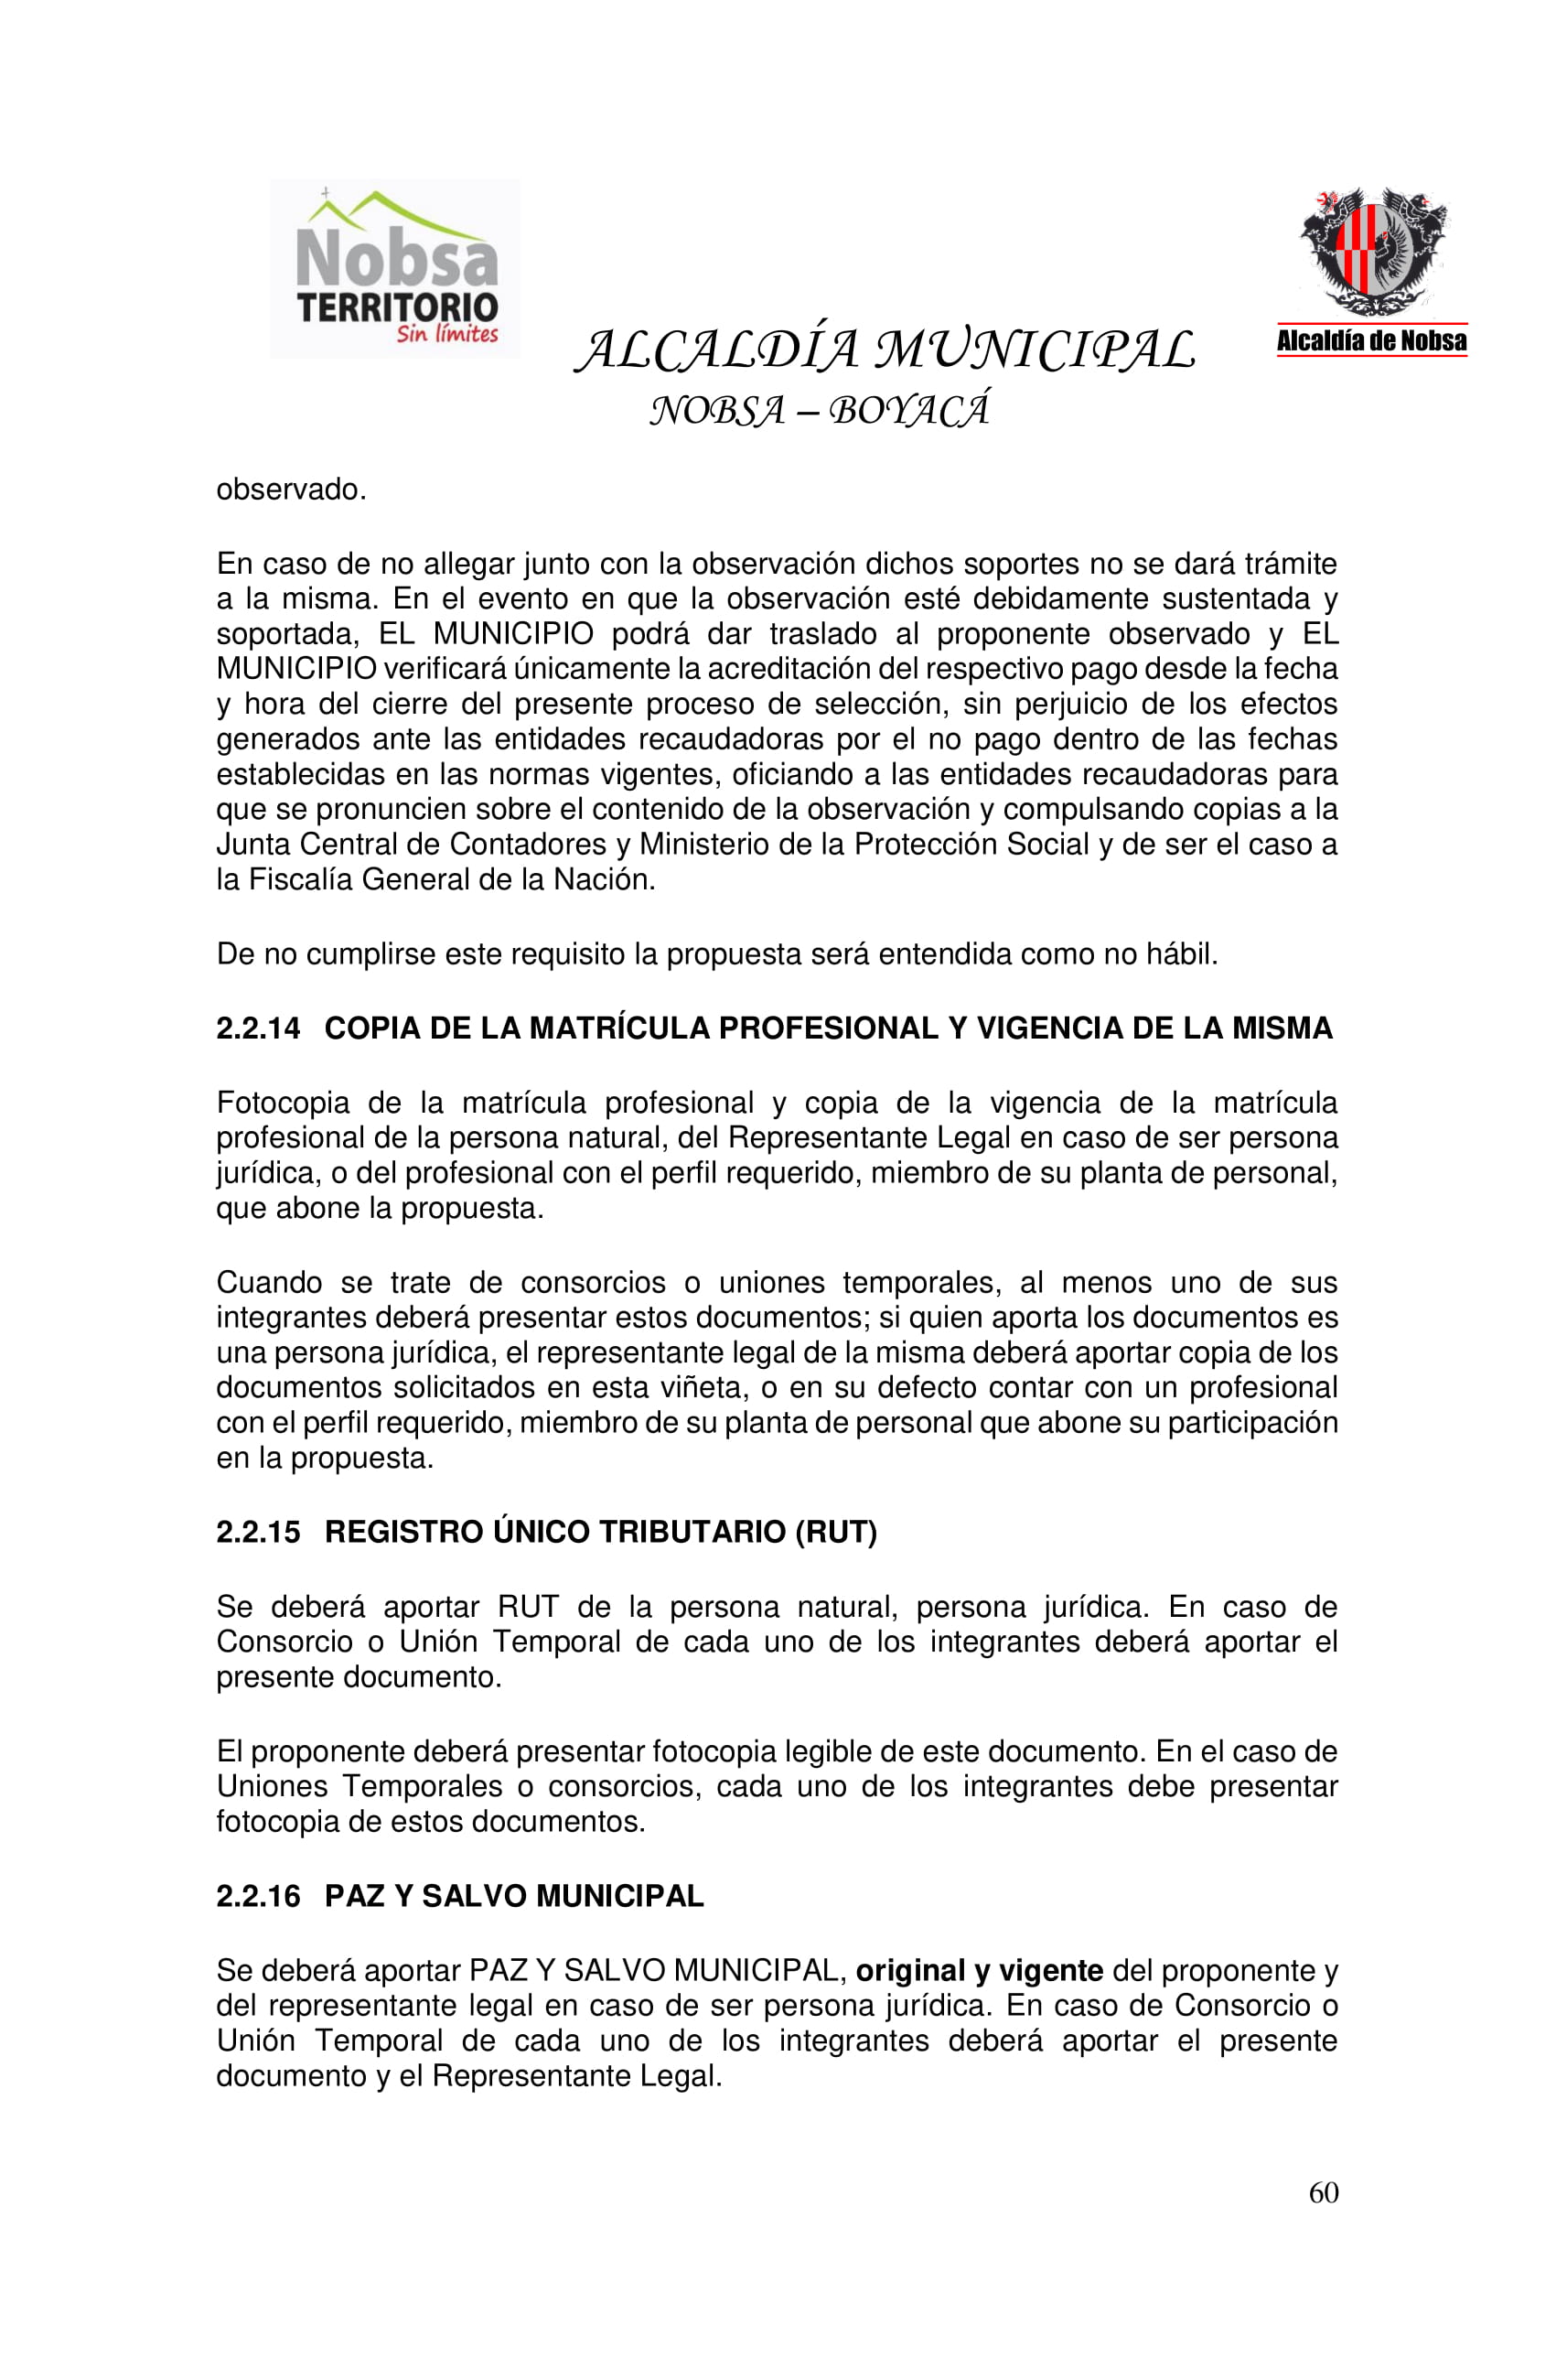 Nobsa
TERRITORIO
Sin límites
Alcaldía de Nobsa
ALCALDÍA MUNICIPAL
NOBSA – BOYACÁ
observado.
En caso de no allegar junto con la observación dichos soportes no se dará trámite
a la misma. En el evento en que la observación esté debidamente sustentada y
soportada, EL MUNICIPIO podrá dar traslado al proponente observado y EL
MUNICIPIO verificará únicamente la acreditación del respectivo pago desde la fecha
y hora del cierre del presente proceso de selección, sin perjuicio de los efectos
generados ante las entidades recaudadoras por el no pago dentro de las fechas
establecidas en las normas vigentes, oficiando a las entidades recaudadoras para
que se pronuncien sobre el contenido de la observación y compulsando copias a la
Junta Central de Contadores y Ministerio de la Protección Social y de ser el caso a
la Fiscalía General de la Nación.
De no cumplirse este requisito la propuesta será entendida como no hábil.
2.2.14 COPIA DE LA MATRÍCULA PROFESIONAL Y VIGENCIA DE LA MISMA
Fotocopia de la matrícula profesional y copia de la vigencia de la matrícula
profesional de la persona natural, del Representante Legal en caso de ser persona
jurídica, o del profesional con el perfil requerido, miembro de su planta de personal,
que abone la propuesta.
Cuando se trate de consorcios o uniones temporales, al menos uno de sus
integrantes deberá presentar estos documentos; si quien aporta los documentos es
una persona jurídica, el representante legal de la misma deberá aportar copia de los
documentos solicitados en esta viñeta, o en su defecto contar con un profesional
con el perfil requerido, miembro de su planta de personal que abone su participación
en la propuesta.
2.2.15 REGISTRO ÚNICO TRIBUTARIO (RUT)
Se deberá aportar RUT de la persona natural, persona jurídica. En caso de
Consorcio o Unión Temporal de cada uno de los integrantes deberá aportar el
presente documento.
El proponente deberá presentar fotocopia legible de este documento. En el caso de
Uniones Temporales o consorcios, cada uno de los integrantes debe presentar
fotocopia de estos documentos.
2.2.16 PAZ Y SALVO MUNICIPAL
Se deberá aportar PAZ Y SALVO MUNICIPAL, original y vigente del proponente y
del representante legal en caso de ser persona jurídica. En caso de Consorcio o
Unión Temporal de cada uno de los integrantes deberá aportar el presente
documento y el Representante Legal.
60